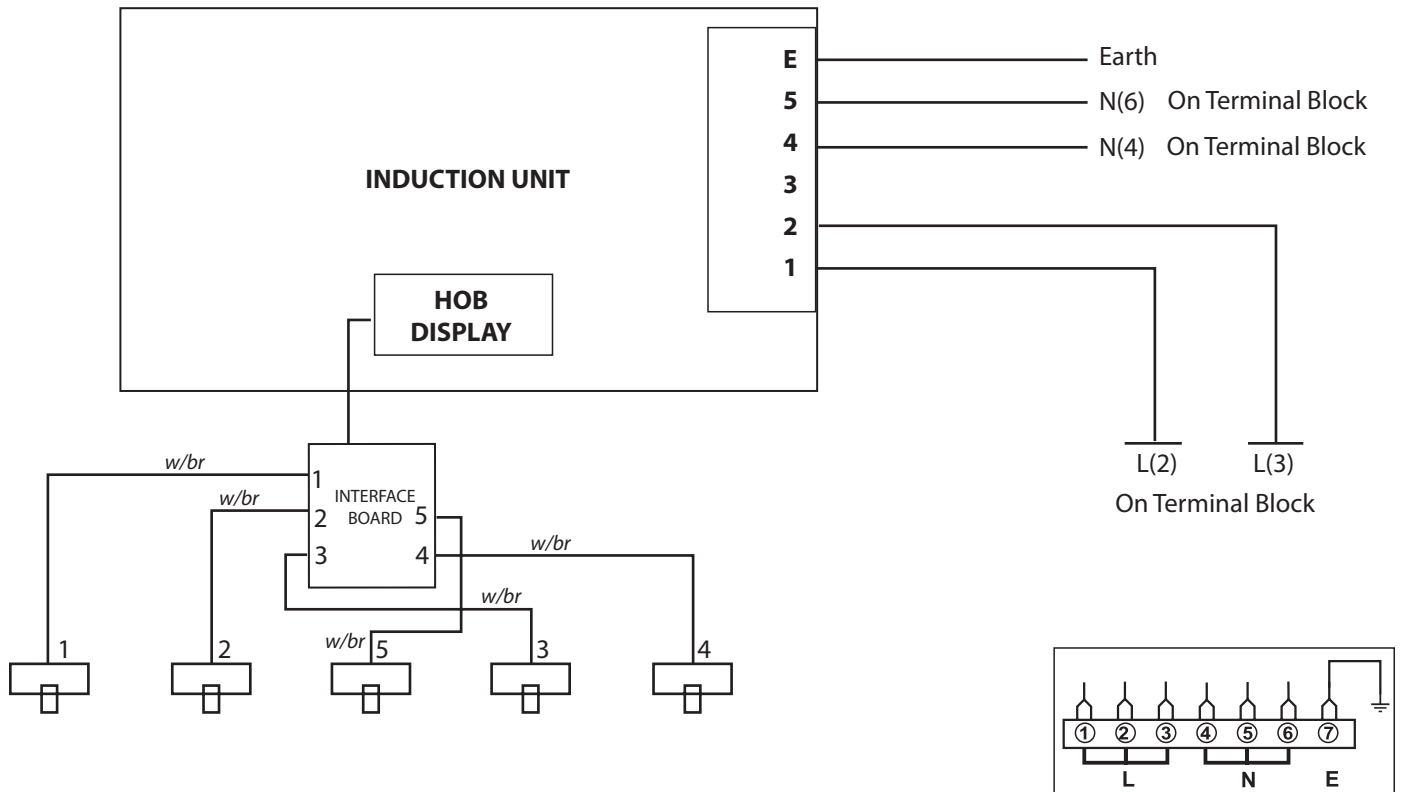 E Earth
5 N(6) On Terminal Block
4 N(4) On Terminal Block
INDUCTION UNIT
3
2
1
HOB
DISPLAY
L(2) L(3)
On Terminal Block
w/br
1
w/br
INTERFACE
2 BOARD 5
3 4
w/br
w/br
w/br
1 2 5 3 4
1 2 3 4 5 6 7
L N E